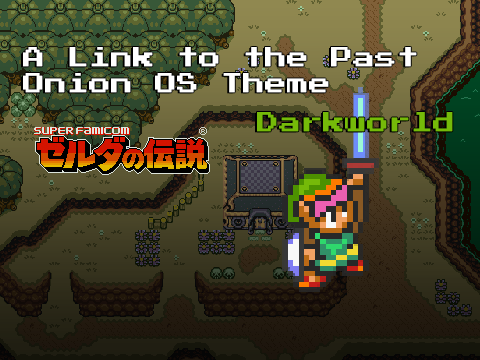 A Link to the Past
Onion OS Theme
Darkworld
SUPER FAMICOM ®
ゼルダの伝説